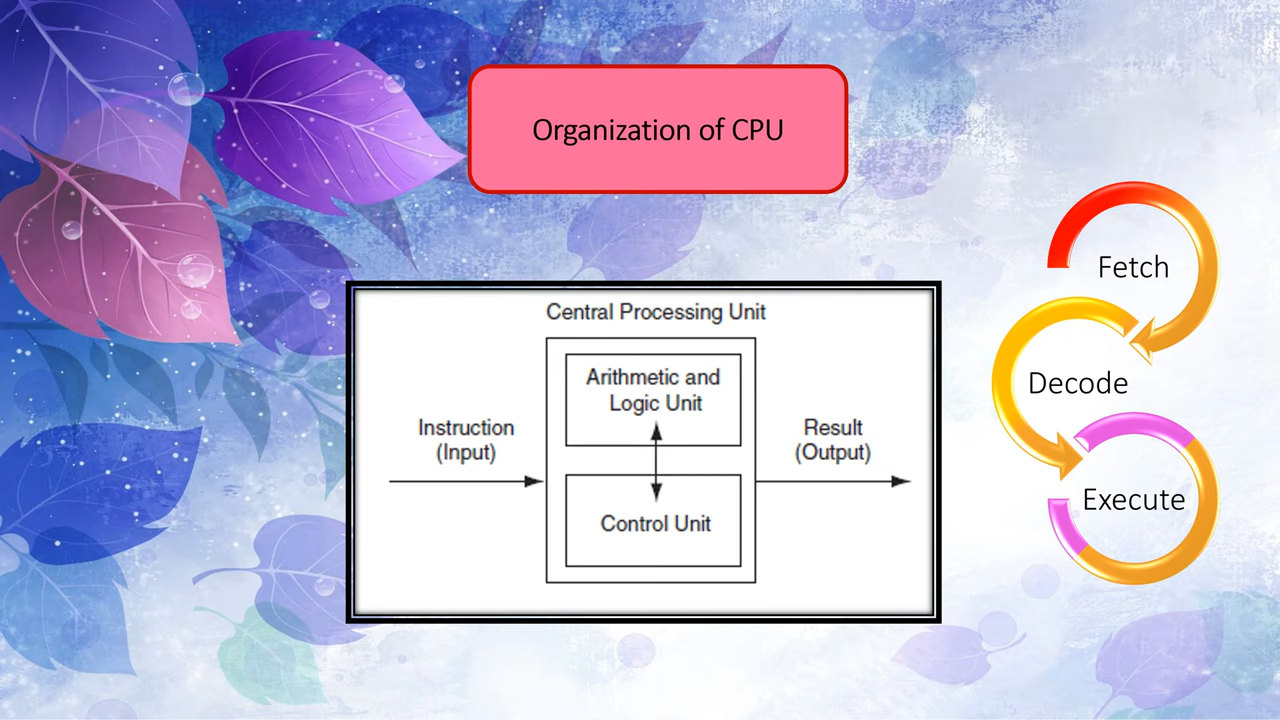 Organization of CPU
Central Processing Unit
Arithmetic and
Logic Unit
Instruction
(Input)
Result
(Output)
Control Unit
Fetch
Decode
Execute